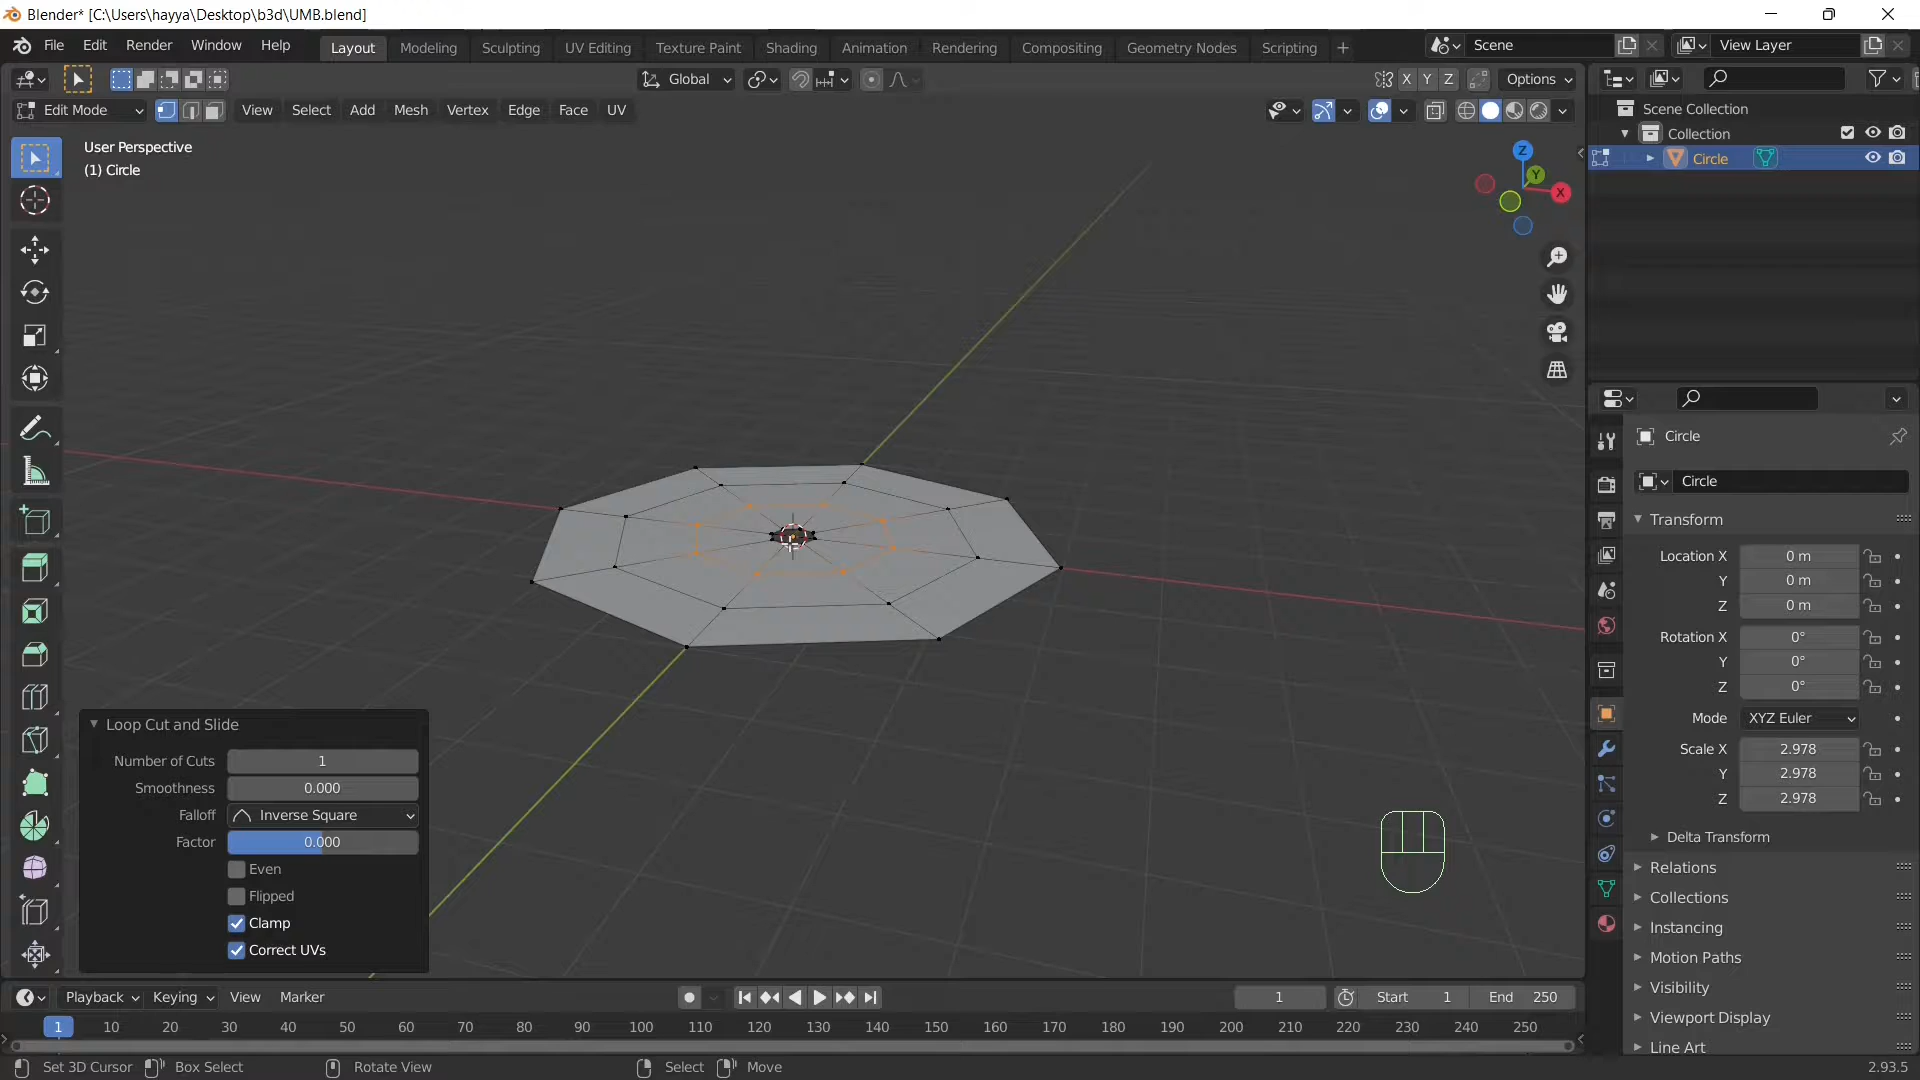 Blender* [C:\Users\hayya\Desktop\b3d\UMB.blend]
File Edit Render Window Help
Layout Modeling Sculpting UV Editing Texture Paint Shading Animation Rendering Compositing Geometry Nodes Scripting +
Scene
View Layer
Global
X Y Z
Options
Edit Mode
View Select Add Mesh Vertex Edge Face UV
User Perspective
(1) Circle
Z
Y
X
Scene Collection
Collection
Circle
Circle
Circle
Transform
Location X 0 m
Y 0 m
Z 0 m
Rotation X 0°
Y 0°
Z 0°
Mode XYZ Euler
Scale X 2.978
Y 2.978
Z 2.978
Delta Transform
Relations
Collections
Instancing
Motion Paths
Visibility
Viewport Display
Line Art
Loop Cut and Slide
Number of Cuts 1
Smoothness 0.000
Falloff Inverse Square
Factor 0.000
Even
Flipped
Clamp
Correct UVs
Playback Keying View Marker
1
Start 1
End 250
1 10 20 30 40 50 60 70 80 90 100 110 120 130 140 150 160 170 180 190 200 210 220 230 240 250
Set 3D Cursor Box Select Rotate View Select Move
2.93.5